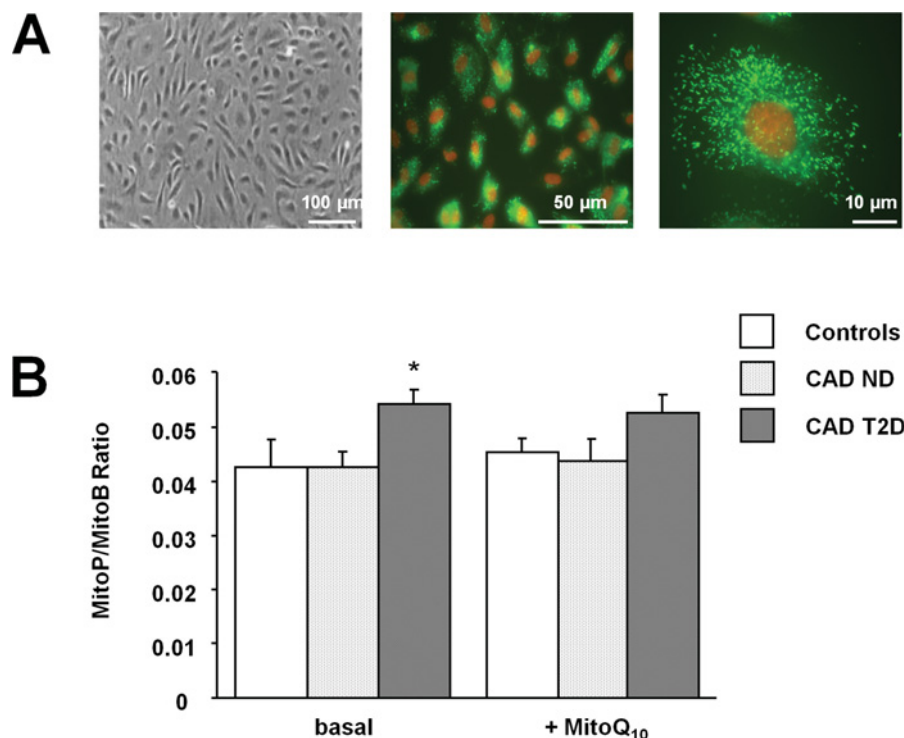 A
100 µm
50 µm
10 µm
B
MitoP/MitoB Ratio
0.06
0.05
0.04
0.03
0.02
0.01
0
*
basal
+ MitoQ₁₀
Controls
CAD ND
CAD T2D